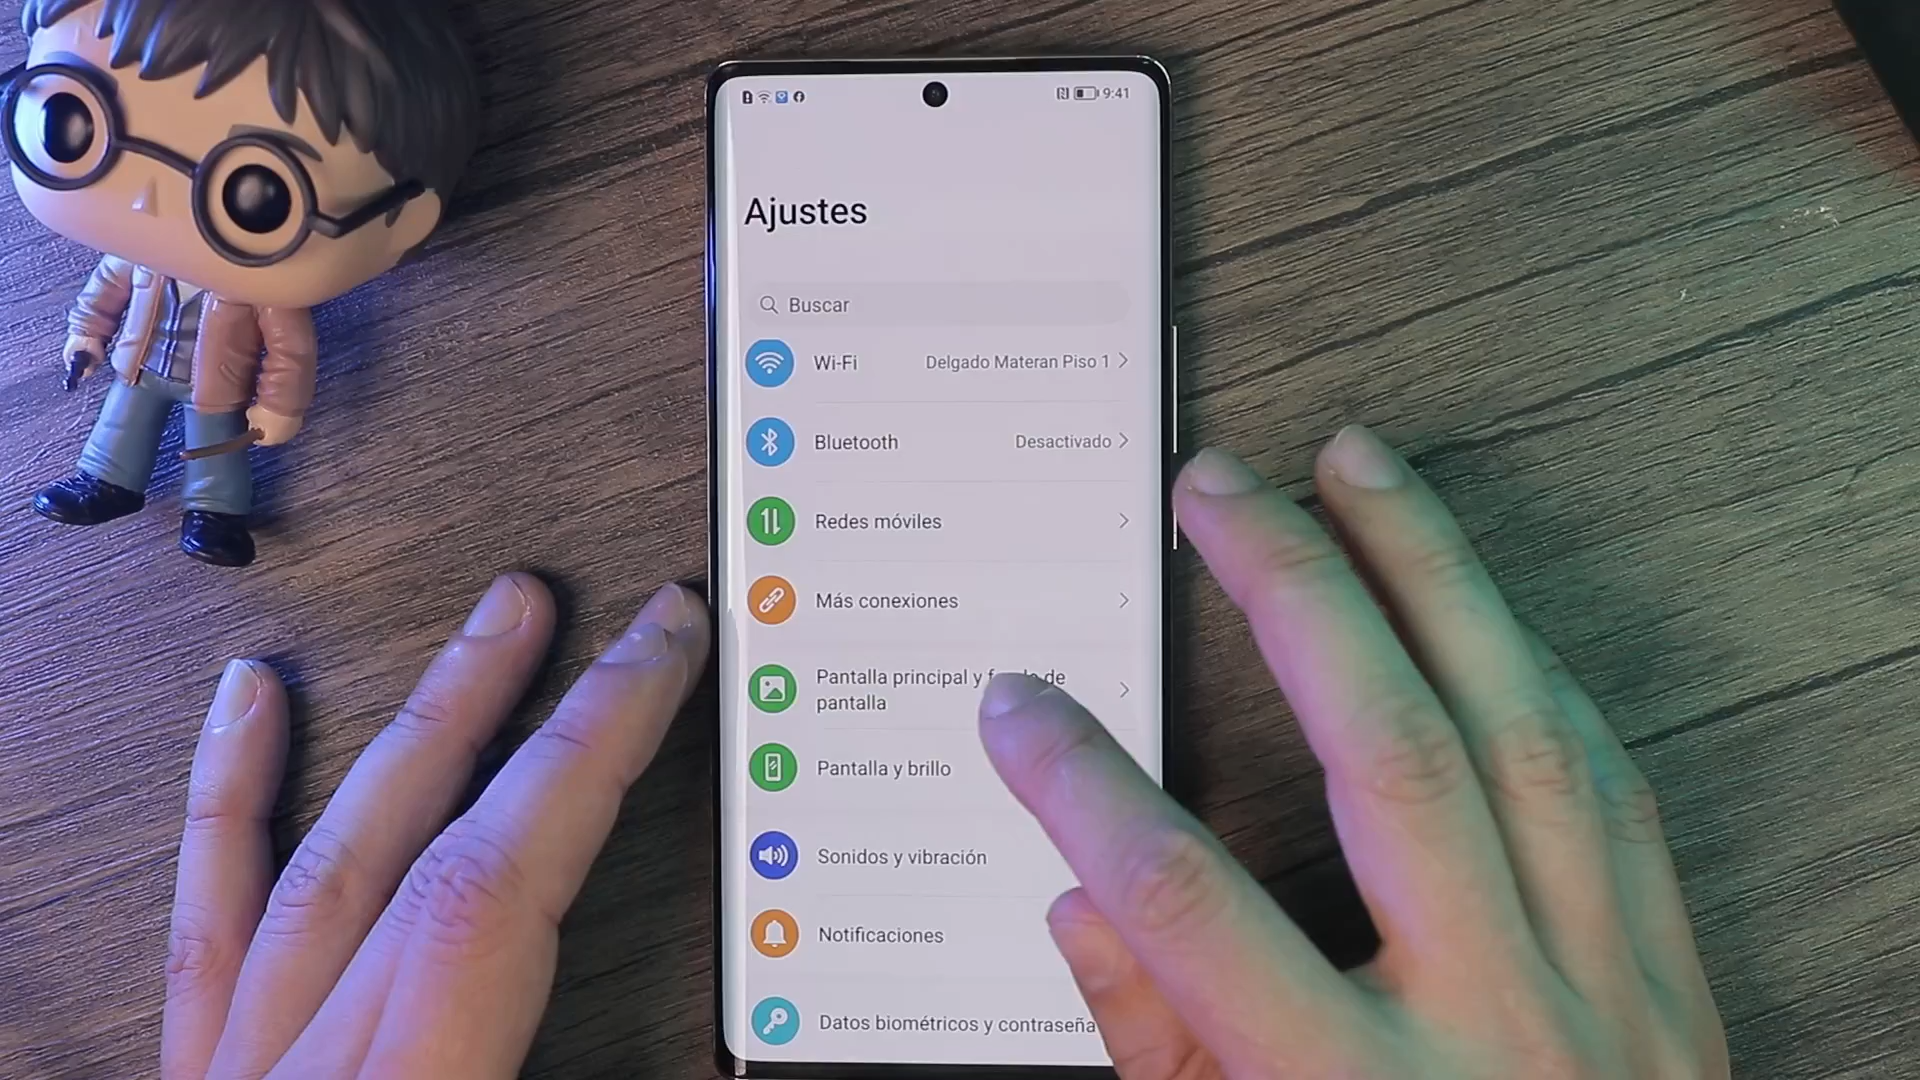 9:41
Ajustes
Buscar
Wi-Fi Delgado Materan Piso 1
Bluetooth Desactivado
Redes móviles
Más conexiones
Pantalla principal y de
pantalla
Pantalla y brillo
Sonidos y vibración
Notificaciones
Datos biométricos y contraseña